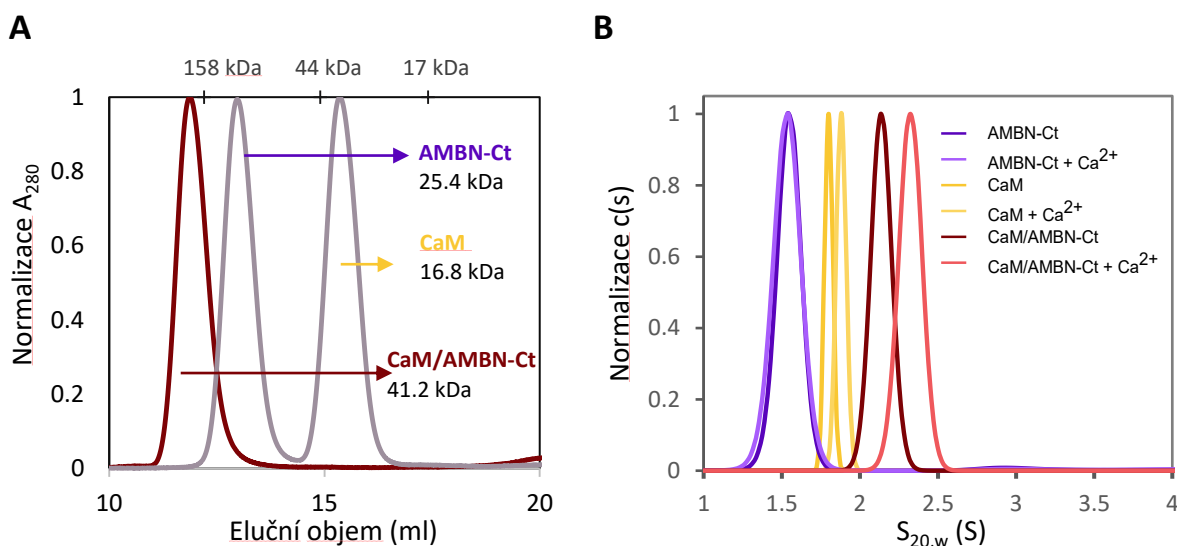 A
158 kDa 44 kDa 17 kDa
Normalizace A280
1
0.8
0.6
0.4
0.2
0
AMBN-Ct
25.4 kDa
CaM
16.8 kDa
CaM/AMBN-Ct
41.2 kDa
10 15 20
Eluční objem (ml)
B
Normalizace c(s)
1
0.8
0.6
0.4
0.2
0
AMBN-Ct
AMBN-Ct + Ca2+
CaM
CaM + Ca2+
CaM/AMBN-Ct
CaM/AMBN-Ct + Ca2+
1 1.5 2 2.5 3 3.5 4
S20,w (S)